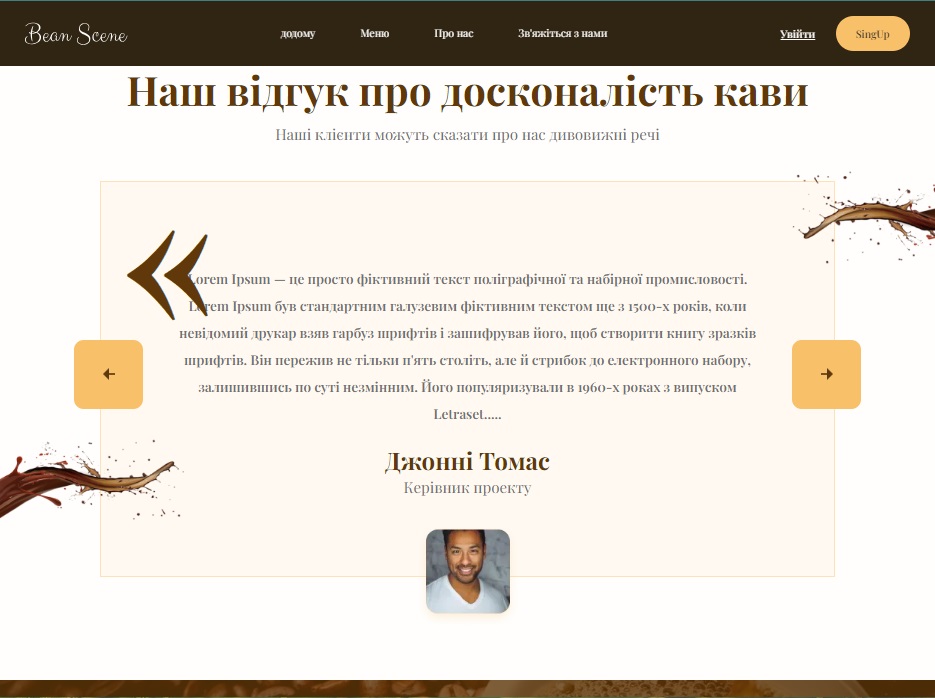 Bean Scene
додому Меню Про нас Зв'яжіться з нами Увійти SingUp
Наш відгук про досконалість кави
Наші клієнти можуть сказати про нас дивовижні речі
Lorem Ipsum — це просто фіктивний текст поліграфічної та набірної промисловості.
Lorem Ipsum був стандартним галузевим фіктивним текстом ще з 1500-х років, коли
невідомий друкар взяв гарбуз шрифтів і зашифрував його, щоб створити книгу зразків
шрифтів. Він пережив не тільки п'ять століть, але й стрибок до електронного набору,
залишившись по суті незмінним. Його популяризували в 1960-х роках з випуском
Letraset.....
Джонні Томас
Керівник проекту